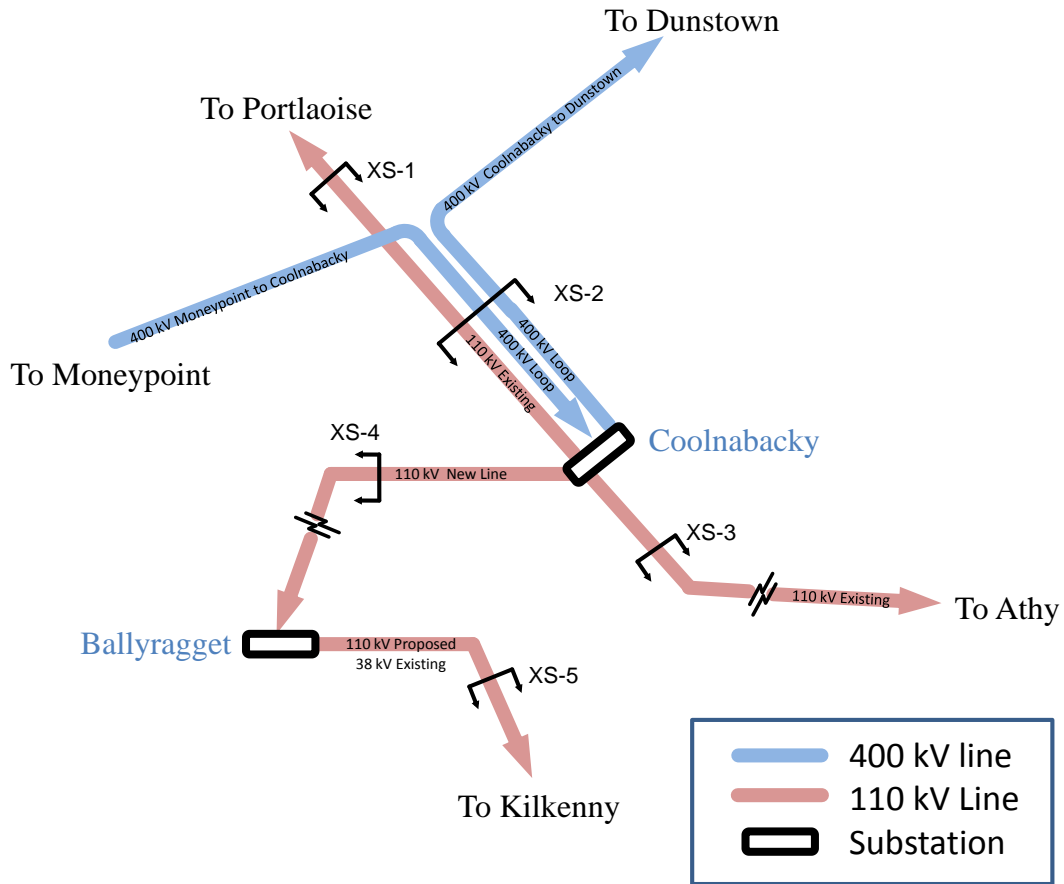 To Dunstown
To Portlaoise
400 kV Coolnabacky to Dunstown
XS-1
400 kV Moneypoint to Coolnabacky
XS-2
To Moneypoint
400 kV Loop
400 kV Loop
110 kV Existing
XS-4
Coolnabacky
110 kV New Line
XS-3
110 kV Existing
To Athy
Ballyragget
110 kV Proposed
38 kV Existing
XS-5
To Kilkenny
400 kV line
110 kV Line
Substation